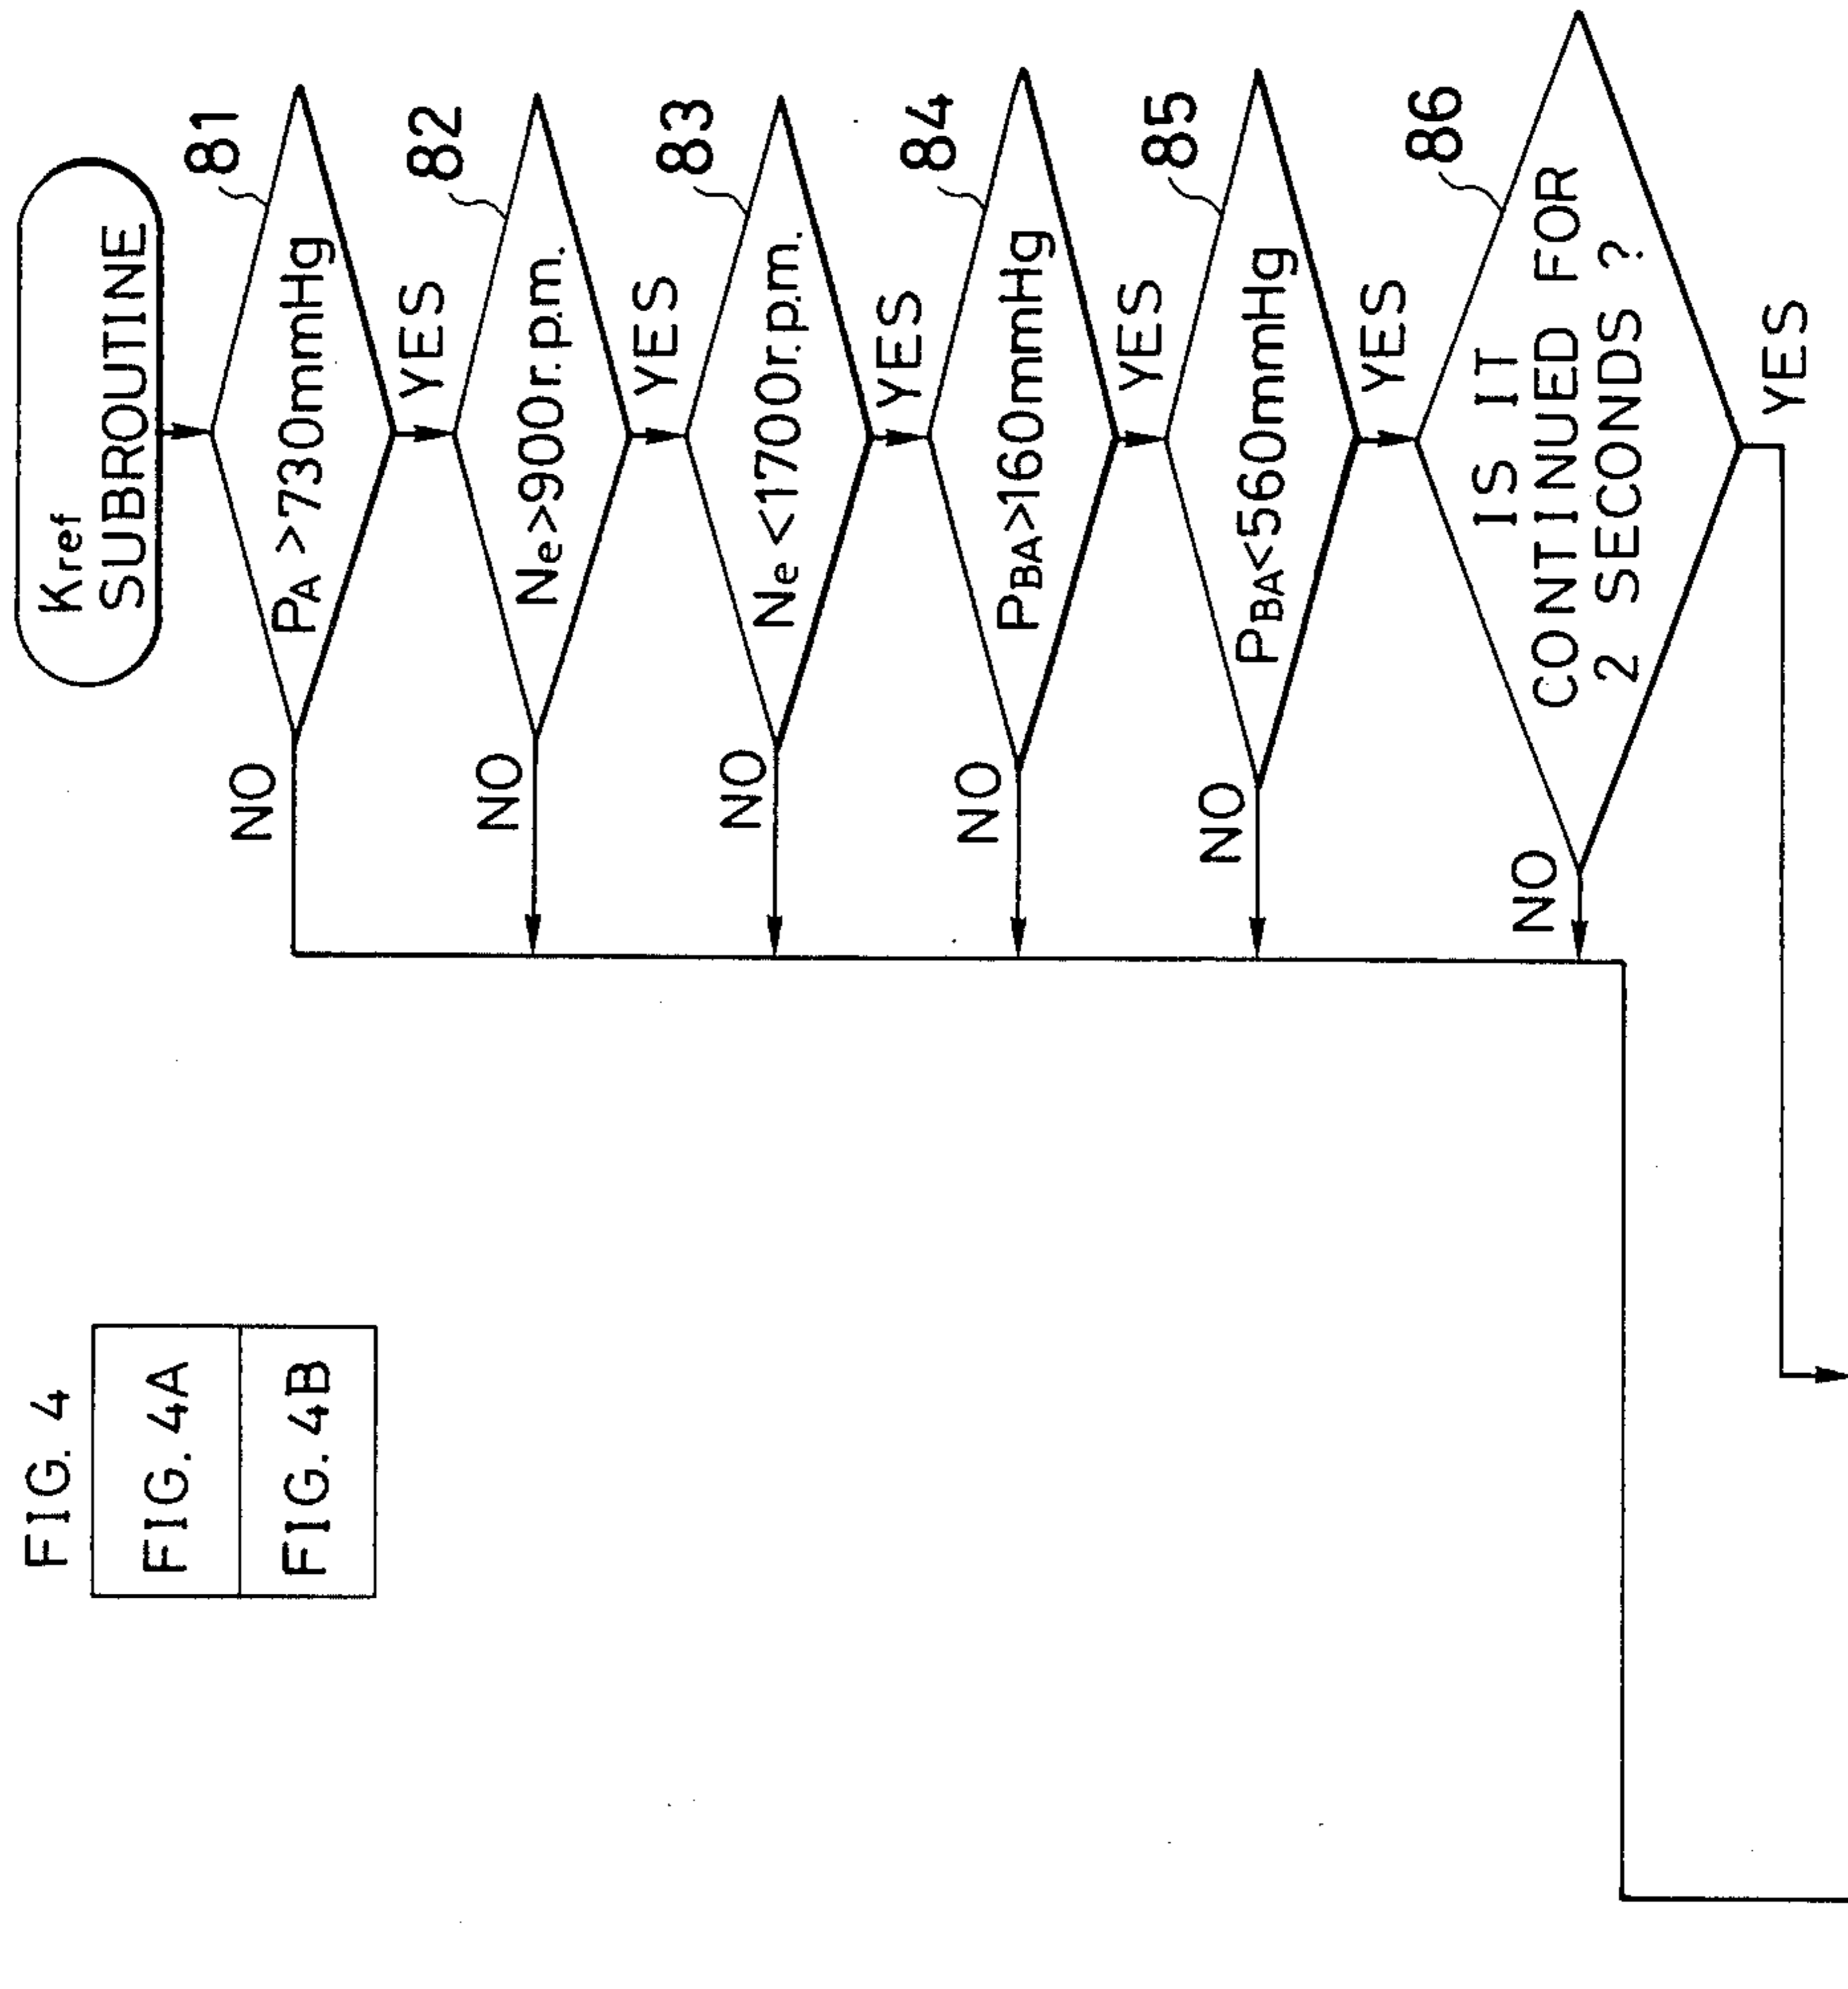 FIG. 4
FIG. 4A
FIG. 4B
Kref
SUBROUTINE
81
PA >730mmHg
NO
YES
82
Ne>900r.p.m.
NO
YES
83
Ne <1700r.p.m.
NO
YES
84
PBA>160mmHg
NO
YES
85
PBA<560mmHg
NO
YES
86
IS IT
CONTINUED FOR
2 SECONDS ?
NO
YES